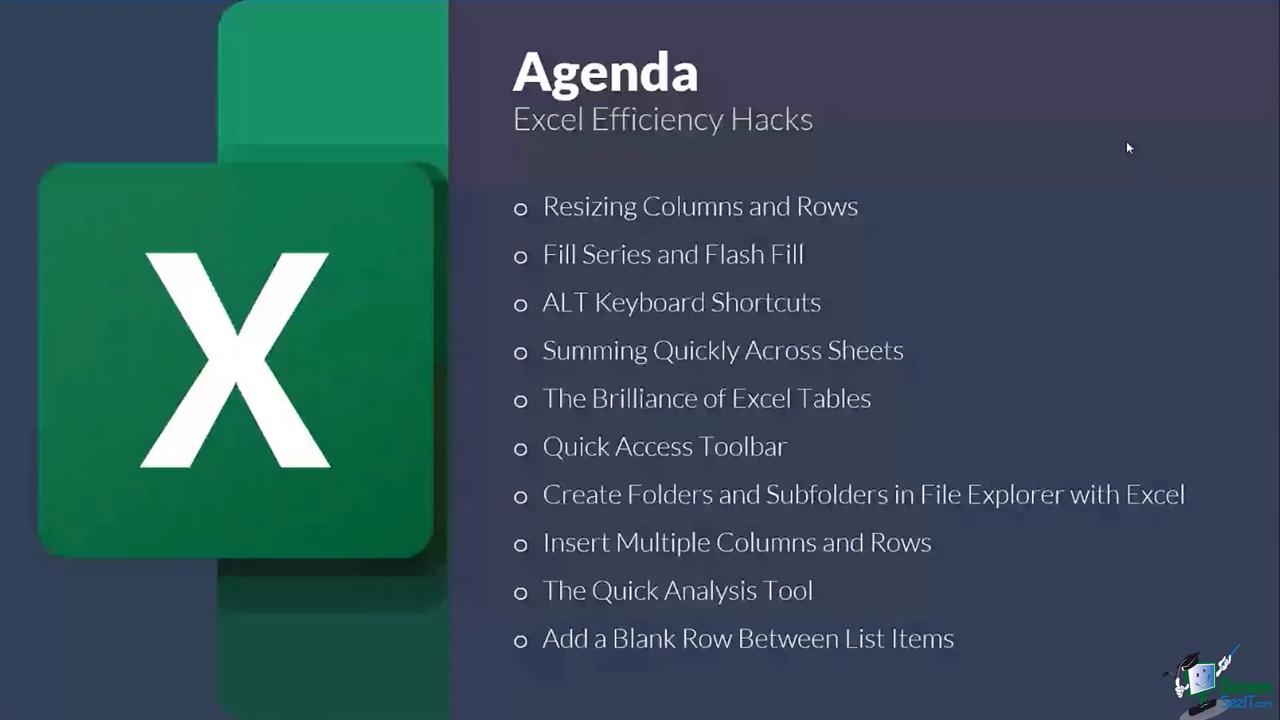 Agenda
Excel Efficiency Hacks
Resizing Columns and Rows
Fill Series and Flash Fill
ALT Keyboard Shortcuts
Summing Quickly Across Sheets
The Brilliance of Excel Tables
Quick Access Toolbar
Create Folders and Subfolders in File Explorer with Excel
Insert Multiple Columns and Rows
The Quick Analysis Tool
Add a Blank Row Between List Items
X
SezIT.com